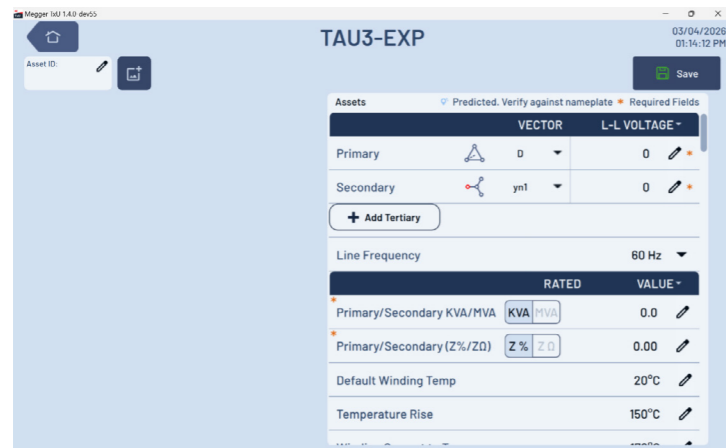 Megger IxU 1.4.0 dev55
TAU3-EXP
03/04/2026
01:14:12 PM
Asset ID:
Save
Assets Predicted. Verify against nameplate * Required Fields
VECTOR L-L VOLTAGE
Primary D 0 *
Secondary yn1 0 *
+ Add Tertiary
Line Frequency 60 Hz
RATED VALUE
* Primary/Secondary KVA/MVA KVA MVA 0.0
* Primary/Secondary (Z%/ZΩ) Z % Z Ω 0.00
Default Winding Temp 20°C
Temperature Rise 150°C